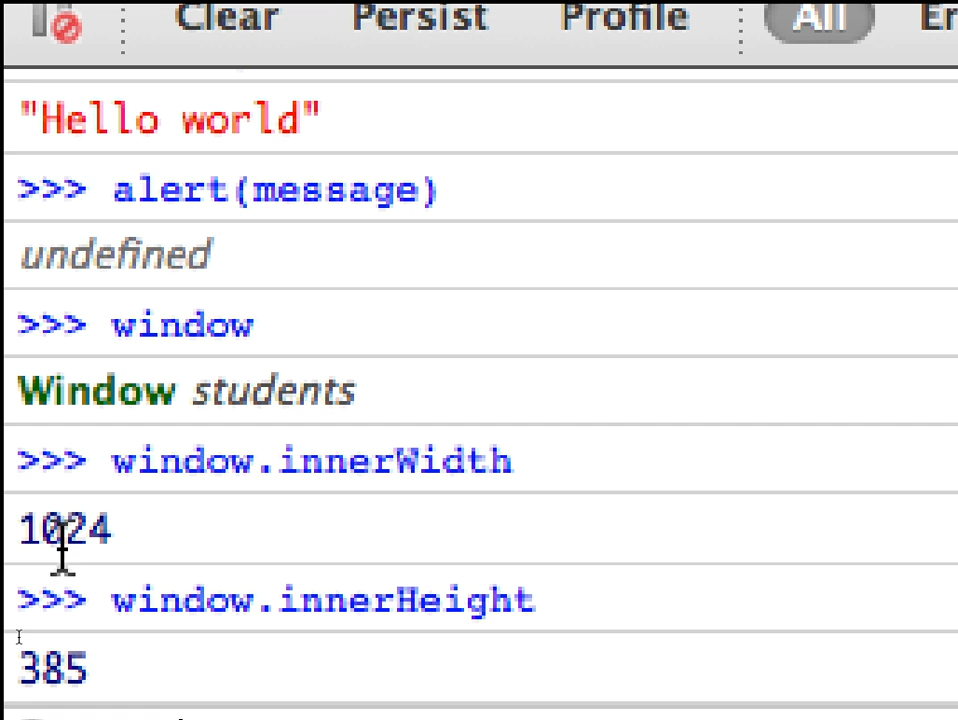 Clear Persist Profile All
"Hello world"
>>> alert(message)
undefined
>>> window
Window students
>>> window.innerWidth
1024
>>> window.innerHeight
385